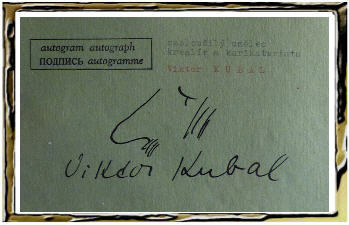 autogram autograph
ПОДПИСЬ autogramme
zasloužilý umělec
kreslíř a karikaturista
Viktor KUBAL
Viktor Kubal